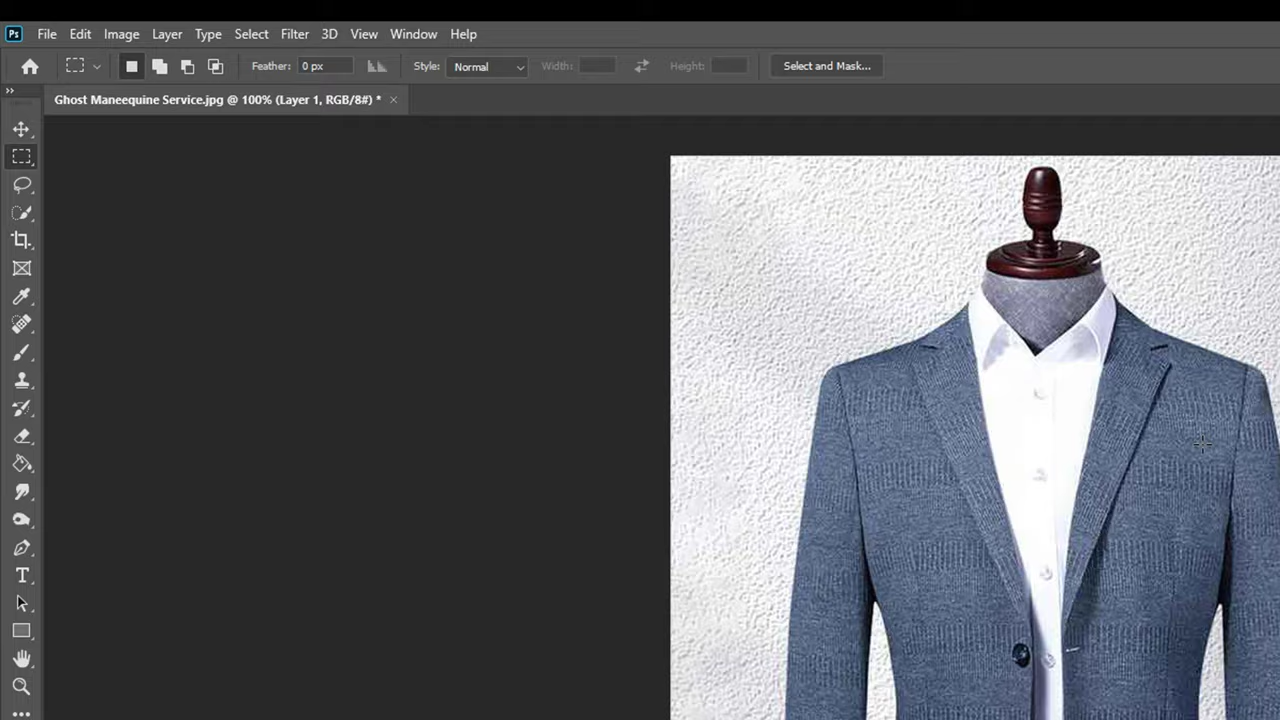 Ps File Edit Image Layer Type Select Filter 3D View Window Help
Feather: 0 px Style: Normal Width: Height: Select and Mask...
Ghost Maneequine Service.jpg @ 100% (Layer 1, RGB/8#) * ×
T